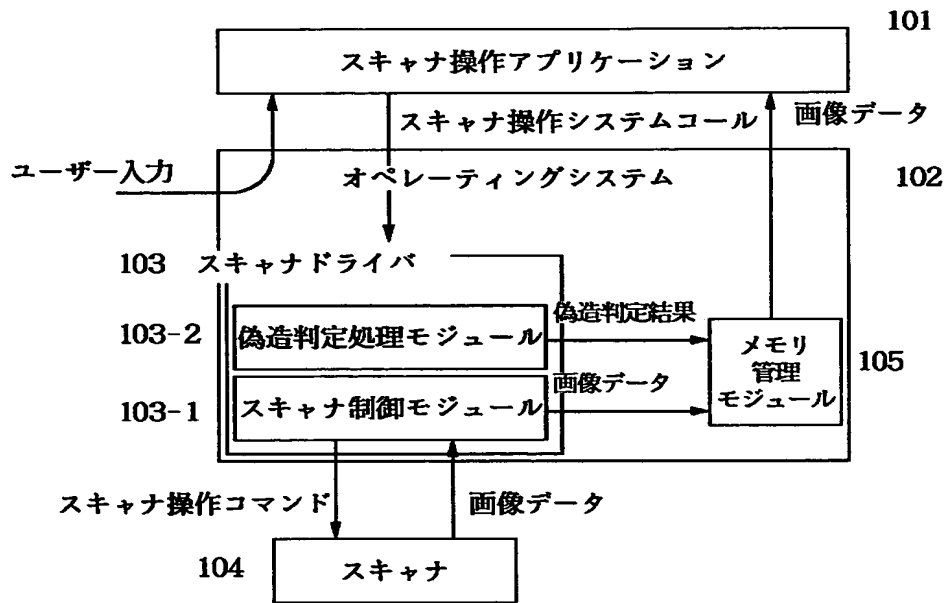 101
スキャナ操作アプリケーション
スキャナ操作システムコール
画像データ
ユーザー入力
オペレーティングシステム
102
103 スキャナドライバ
偽造判定結果
103-2
偽造判定処理モジュール
メモリ
管理
モジュール
105
画像データ
103-1
スキャナ制御モジュール
スキャナ操作コマンド
画像データ
104
スキャナ